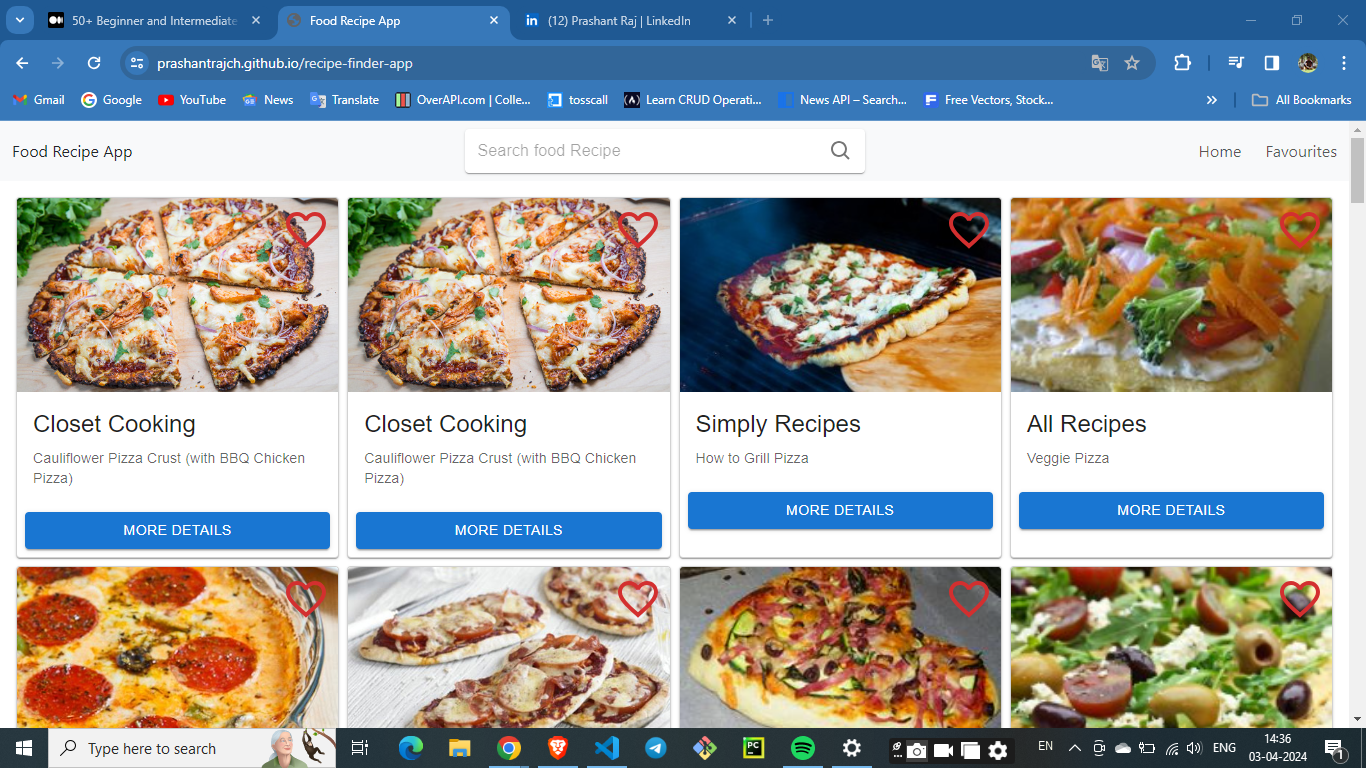 50+ Beginner and Intermediate
Food Recipe App
(12) Prashant Raj | LinkedIn
prashantrajch.github.io/recipe-finder-app
Gmail
Google
YouTube
News
Translate
OverAPI.com | Colle...
tosscall
Learn CRUD Operati...
News API – Search...
Free Vectors, Stock...
»
All Bookmarks
Food Recipe App
Search food Recipe
Home
Favourites
Closet Cooking
Cauliflower Pizza Crust (with BBQ Chicken
Pizza)
MORE DETAILS
Closet Cooking
Cauliflower Pizza Crust (with BBQ Chicken
Pizza)
MORE DETAILS
Simply Recipes
How to Grill Pizza
MORE DETAILS
All Recipes
Veggie Pizza
MORE DETAILS
Type here to search
EN
ENG
14:36
03-04-2024
1